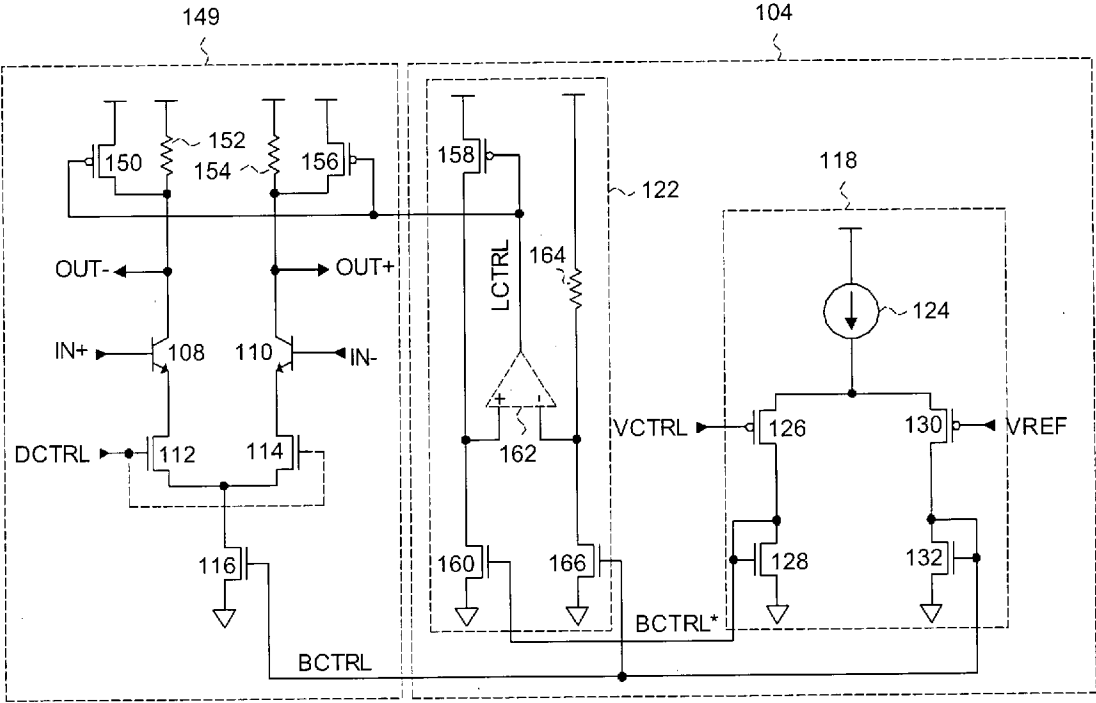 149
104
150
152
154
156
158
122
118
OUT-
OUT+
LCTRL
164
124
IN+
108
110
IN-
+
-
VCTRL
126
130
VREF
DCTRL
112
114
162
116
160
166
128
132
BCTRL*
BCTRL